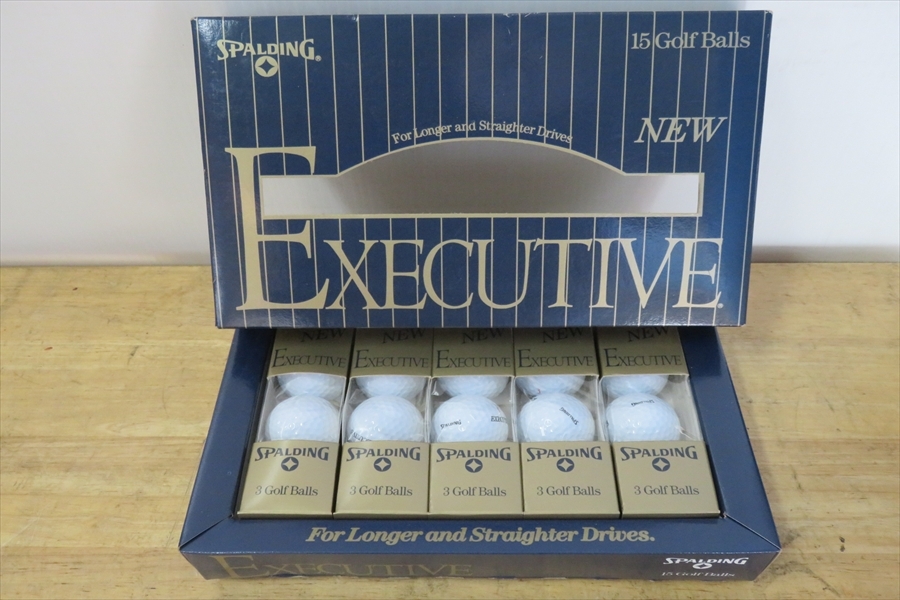 SPALDING®
15 Golf Balls
NEW
For Longer and Straighter Drives
EXECUTIVE.
NEW NEW NEW NEW NEW
EXECUTIVE EXECUTIVE EXECUTIVE EXECUTIVE EXECUTIVE
SPALDING
SPALDING SPALDING SPALDING SPALDING SPALDING
3 Golf Balls 3 Golf Balls 3 Golf Balls 3 Golf Balls 3 Golf Balls
For Longer and Straighter Drives.
EXECUTIVE
SPALDING
15 Golf Balls